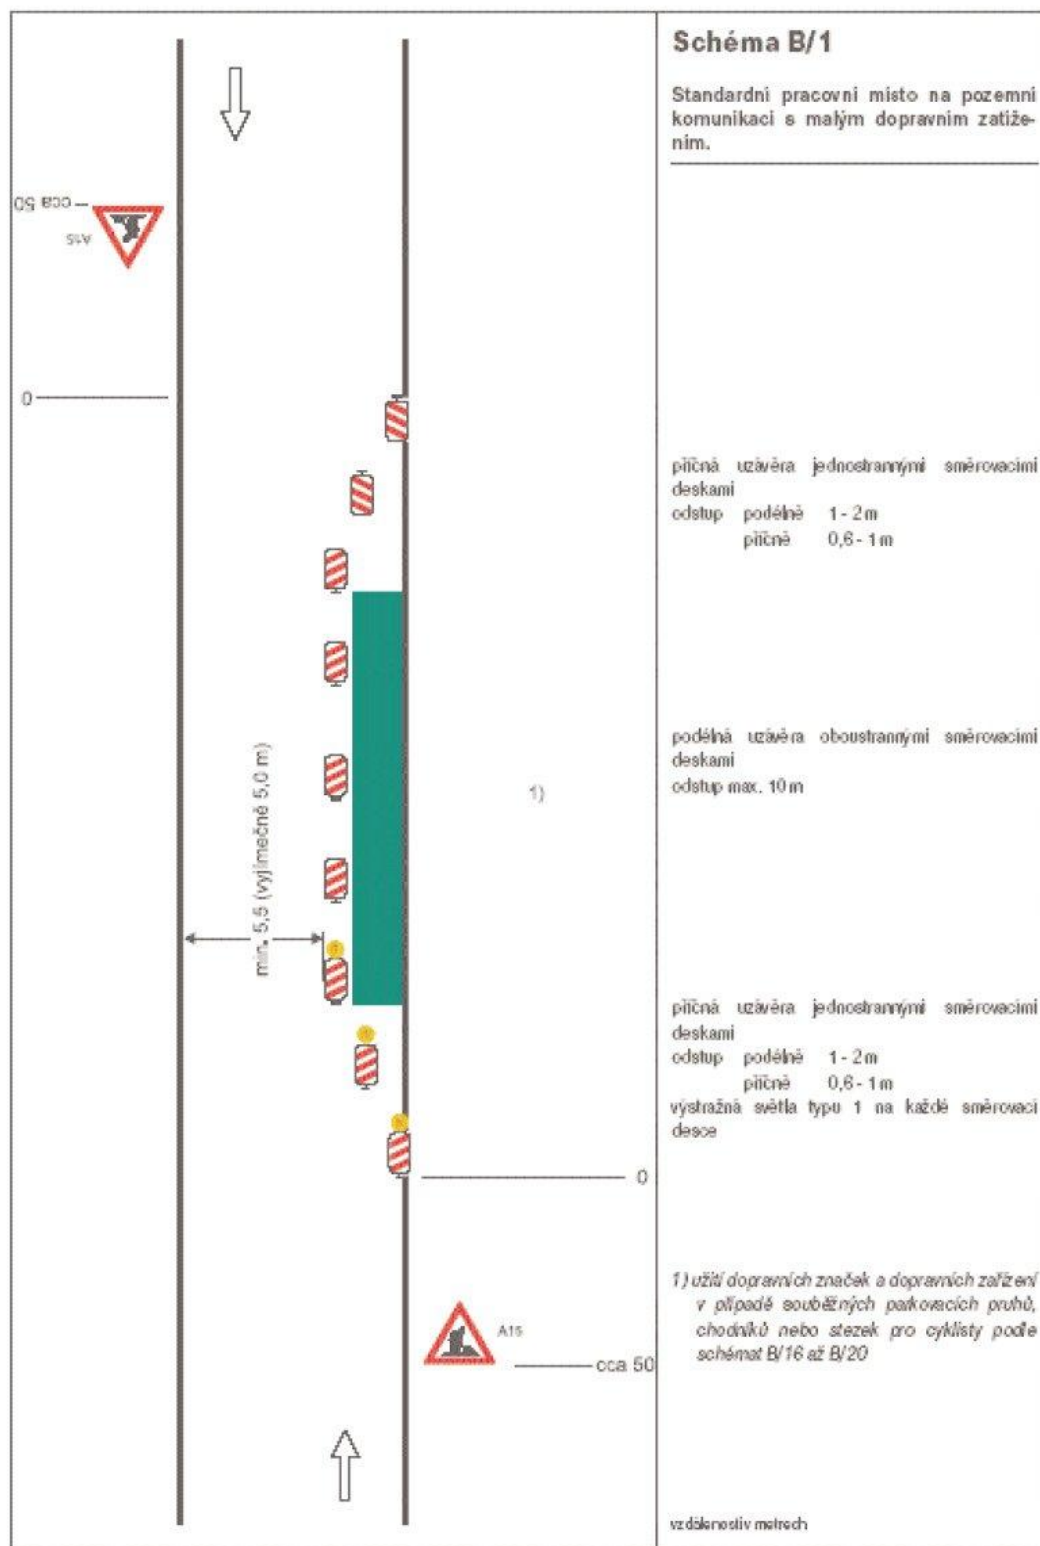 Schéma B/1
Standardní pracovní místo na pozemní
komunikaci s malým dopravním zatíže-
ním.
cca 50
A15
0
příčná uzávěra jednostrannými směrovacími
deskami
odstup podélně 1 - 2 m
příčně 0,6 - 1 m
podélná uzávěra oboustrannými směrovacími
deskami
odstup max. 10 m
1)
min. 5,5 (vyjímečně 5,0 m)
příčná uzávěra jednostrannými směrovacími
deskami
odstup podélně 1 - 2 m
příčně 0,6 - 1 m
výstražná světla typu 1 na každé směrovací
desce
0
1) užití dopravních značek a dopravních zařízení
v případě souběžných parkovacích pruhů,
chodníků nebo stezek pro cyklisty podle
schémat B/16 až B/20
A15
cca 50
vzdálenosti v metrech